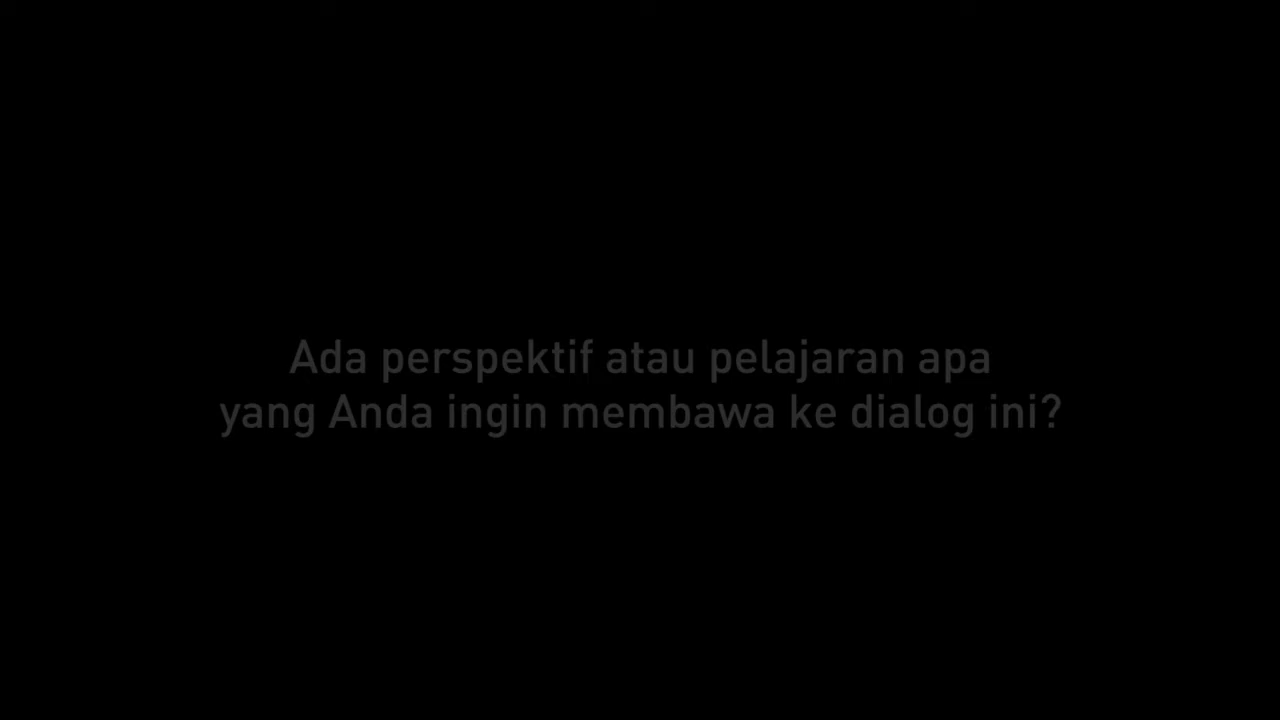 Ada perspektif atau pelajaran apa
yang Anda ingin membawa ke dialog ini?